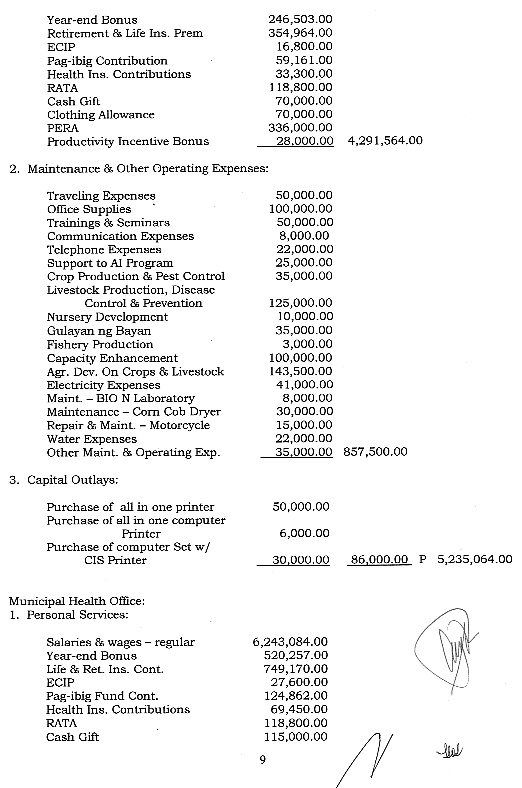 Year-end Bonus 246,503.00
Retirement & Life Ins. Prem 354,964.00
ECIP 16,800.00
Pag-ibig Contribution 59,161.00
Health Ins. Contributions 33,300.00
RATA 118,800.00
Cash Gift 70,000.00
Clothing Allowance 70,000.00
PERA 336,000.00
Productivity Incentive Bonus 28,000.00 4,291,564.00
2. Maintenance & Other Operating Expenses:
Traveling Expenses 50,000.00
Office Supplies 100,000.00
Trainings & Seminars 50,000.00
Communication Expenses 8,000.00
Telephone Expenses 22,000.00
Support to AI Program 25,000.00
Crop Production & Pest Control 35,000.00
Livestock Production, Disease
Control & Prevention 125,000.00
Nursery Development 10,000.00
Gulayan ng Bayan 35,000.00
Fishery Production 3,000.00
Capacity Enhancement 100,000.00
Agr. Dev. On Crops & Livestock 143,500.00
Electricity Expenses 41,000.00
Maint. – BIO N Laboratory 8,000.00
Maintenance – Corn Cob Dryer 30,000.00
Repair & Maint. – Motorcycle 15,000.00
Water Expenses 22,000.00
Other Maint. & Operating Exp. 35,000.00 857,500.00
3. Capital Outlays:
Purchase of all in one printer 50,000.00
Purchase of all in one computer
Printer 6,000.00
Purchase of computer Set w/
CIS Printer 30,000.00 86,000.00 P 5,235,064.00
Municipal Health Office:
1. Personal Services:
Salaries & wages – regular 6,243,084.00
Year-end Bonus 520,257.00
Life & Ret. Ins. Cont. 749,170.00
ECIP 27,600.00
Pag-ibig Fund Cont. 124,862.00
Health Ins. Contributions 69,450.00
RATA 118,800.00
Cash Gift 115,000.00
9